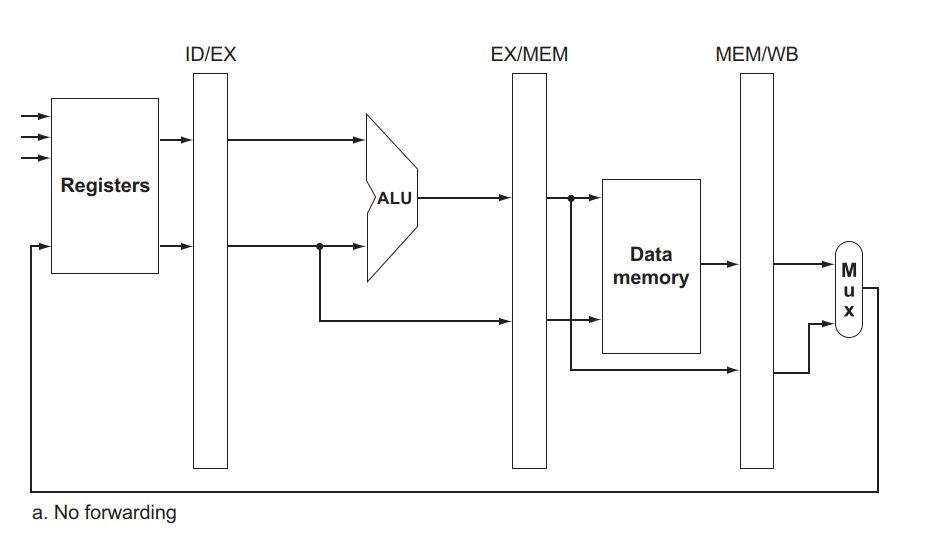 ID/EX
EX/MEM
MEM/WB
Registers
ALU
Data
memory
M
u
x
a. No forwarding